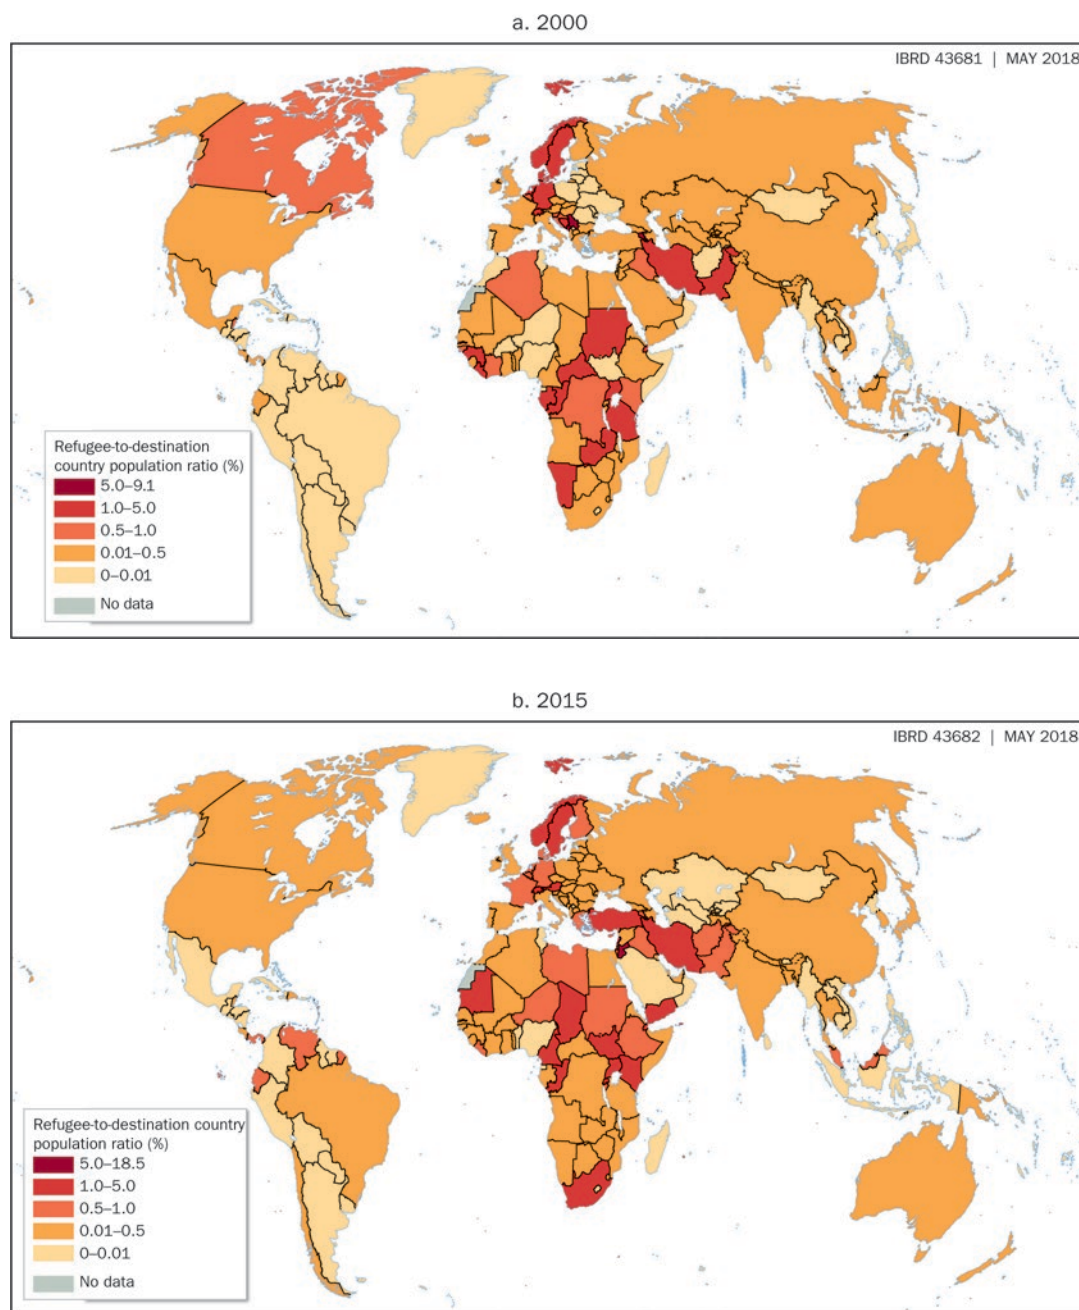 a. 2000
IBRD 43681 | MAY 2018
Refugee-to-destination
country population ratio (%)
5.0–9.1
1.0–5.0
0.5–1.0
0.01–0.5
0–0.01
No data
b. 2015
IBRD 43682 | MAY 2018
Refugee-to-destination country
population ratio (%)
5.0–18.5
1.0–5.0
0.5–1.0
0.01–0.5
0–0.01
No data